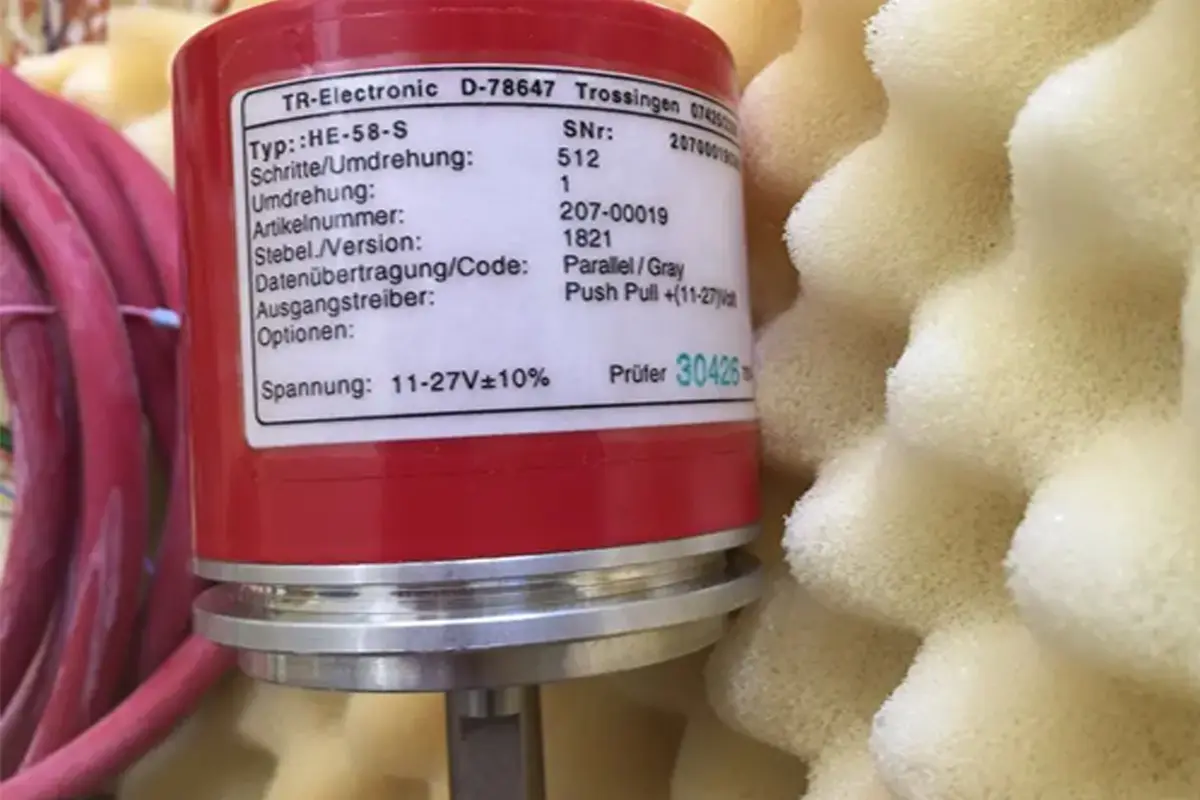 TR-Electronic D-78647 Trossingen
Typ::HE-58-S SNr:
Schritte/Umdrehung: 512
Umdrehung: 1
Artikelnummer: 207-00019
Stebel./Version: 1821
Datenübertragung/Code: Parallel/Gray
Ausgangstreiber: Push Pull +(11-27)Volt
Optionen:
Spannung: 11-27V±10% Prüfer 30426